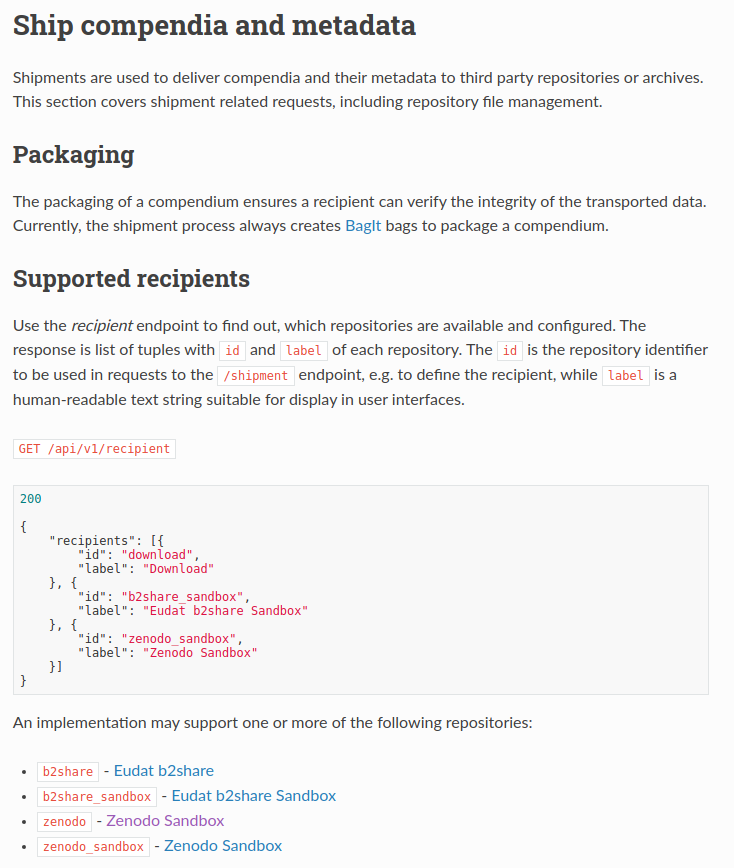 Ship compendia and metadata
Shipments are used to deliver compendia and their metadata to third party repositories or archives.
This section covers shipment related requests, including repository file management.
Packaging
The packaging of a compendium ensures a recipient can verify the integrity of the transported data.
Currently, the shipment process always creates BagIt bags to package a compendium.
Supported recipients
Use the recipient endpoint to find out, which repositories are available and configured. The
response is list of tuples with id and label of each repository. The id is the repository identifier
to be used in requests to the /shipment endpoint, e.g. to define the recipient, while label is a
human-readable text string suitable for display in user interfaces.
GET /api/v1/recipient
200
{
    "recipients": [{
        "id": "download",
        "label": "Download"
    }, {
        "id": "b2share_sandbox",
        "label": "Eudat b2share Sandbox"
    }, {
        "id": "zenodo_sandbox",
        "label": "Zenodo Sandbox"
    }]
}
An implementation may support one or more of the following repositories:
• b2share - Eudat b2share
• b2share_sandbox - Eudat b2share Sandbox
• zenodo - Zenodo Sandbox
• zenodo_sandbox - Zenodo Sandbox